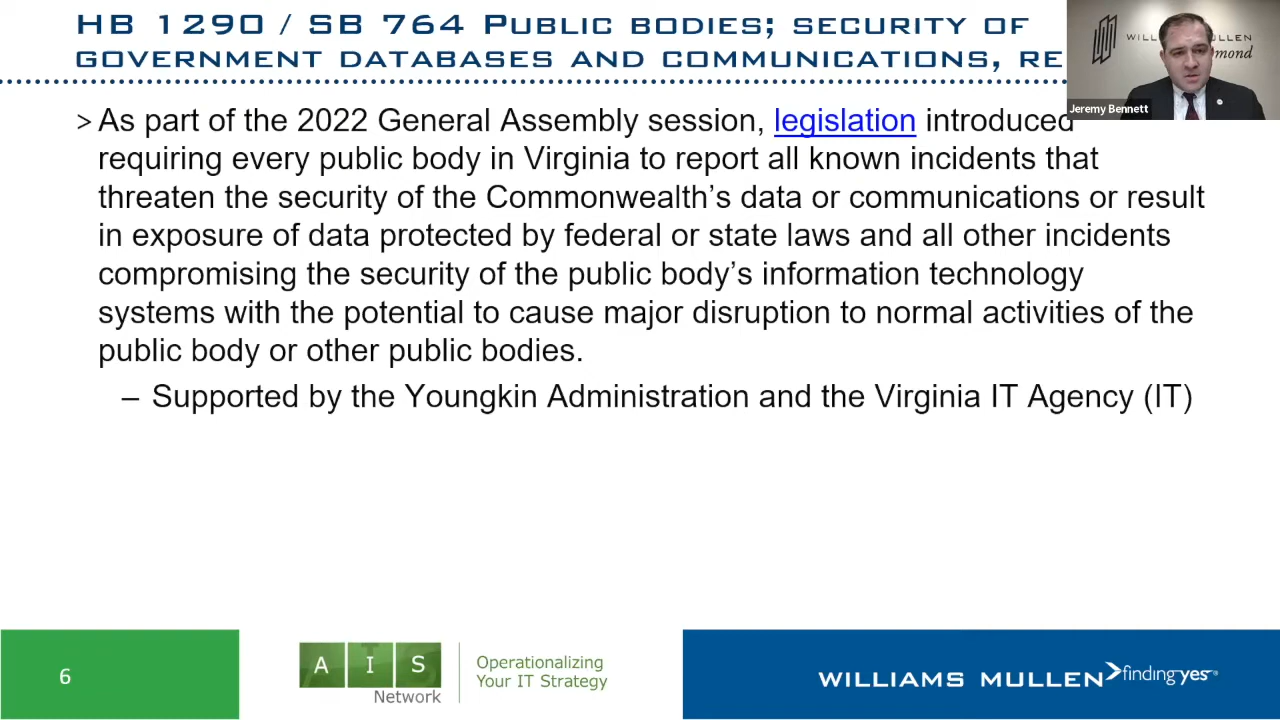 HB 1290 / SB 764 Public bodies; security of
government databases and communications, re
Jeremy Bennett
> As part of the 2022 General Assembly session, legislation introduced
requiring every public body in Virginia to report all known incidents that
threaten the security of the Commonwealth’s data or communications or result
in exposure of data protected by federal or state laws and all other incidents
compromising the security of the public body’s information technology
systems with the potential to cause major disruption to normal activities of the
public body or other public bodies.
– Supported by the Youngkin Administration and the Virginia IT Agency (IT)
6
A I S
Network
Operationalizing
Your IT Strategy
WILLIAMS MULLEN
finding yes